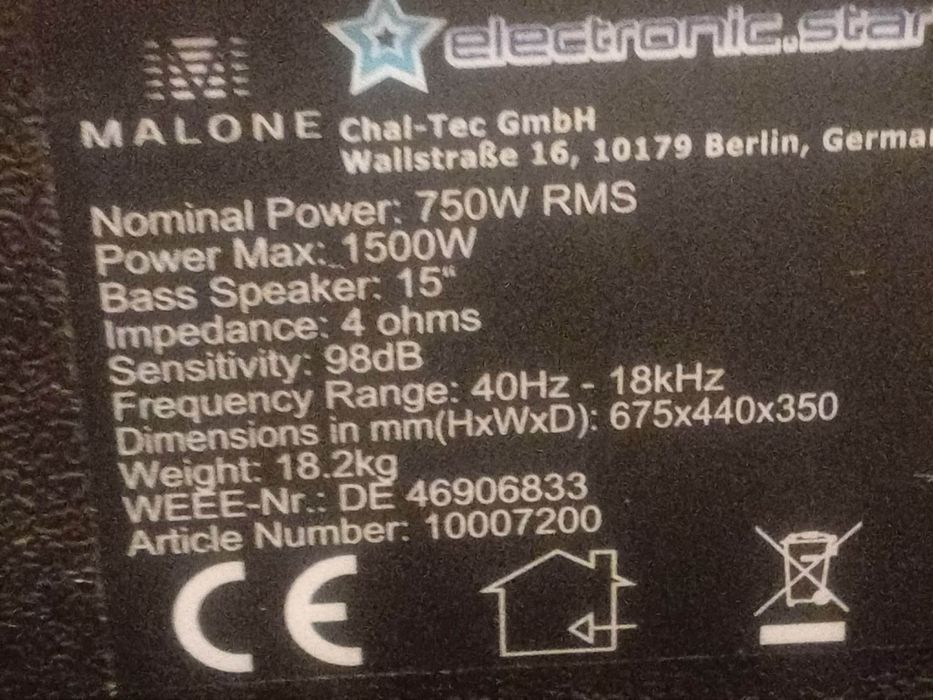 electronic.star
MALONE
Chal-Tec GmbH
Wallstraße 16, 10179 Berlin, Germa
Nominal Power: 750W RMS
Power Max: 1500W
Bass Speaker: 15“
Impedance: 4 ohms
Sensitivity: 98dB
Frequency Range: 40Hz - 18kHz
Dimensions in mm(HxWxD): 675x440x350
Weight: 18.2kg
WEEE-Nr.: DE 46906833
Article Number: 10007200
CE